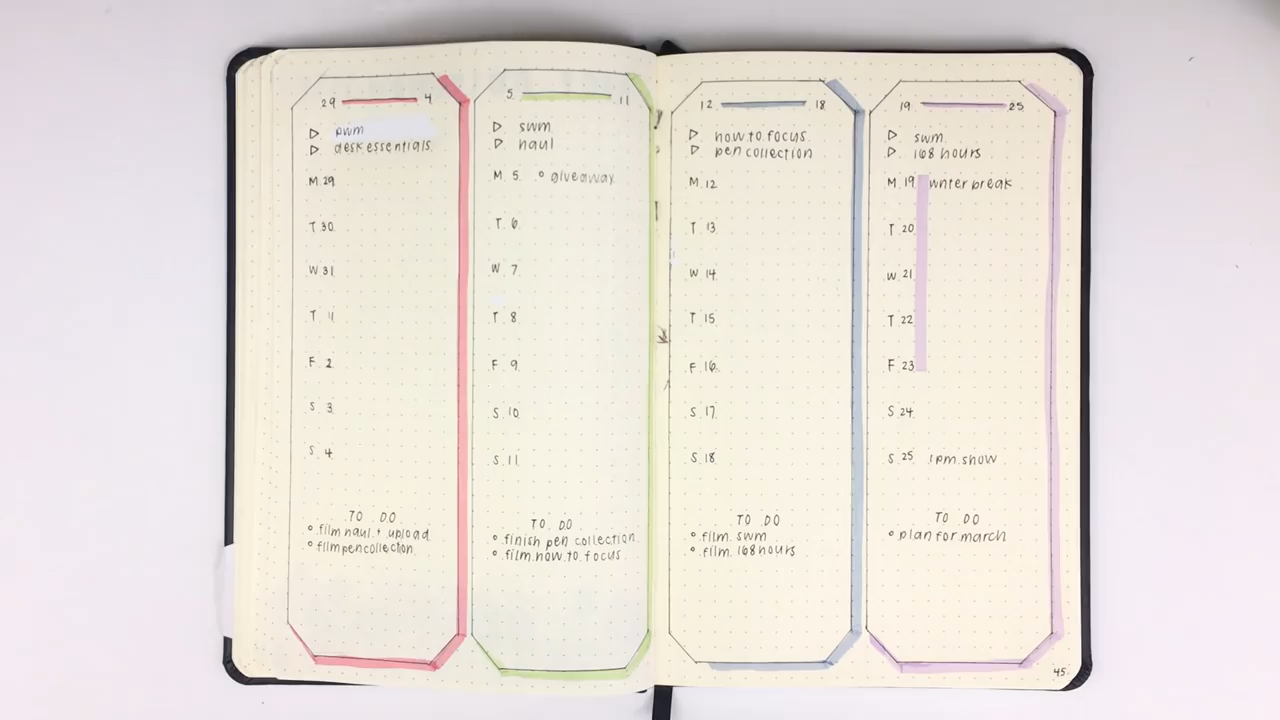 29 4
▷ pwm
▷ desk essentials
M. 29
T 30
W 31
T 1
F 2
S 3
S 4
TO DO
° film haul + upload
° film pen collection
5 11
▷ swm
▷ haul
M. 5 ° giveaway
T 6
W 7
T 8
F 9
S 10
S 11
TO DO
° finish pen collection
° film how to focus
12 18
▷ how to focus
▷ pen collection
M. 12
T 13
W 14
T 15
F 16
S 17
S 18
TO DO
° film swm
° film 168 hours
19 25
▷ swm
▷ 168 hours
M. 19 winter break
T 20
W 21
T 22
F 23
S 24
S 25 1pm show
TO DO
° plan for march
45